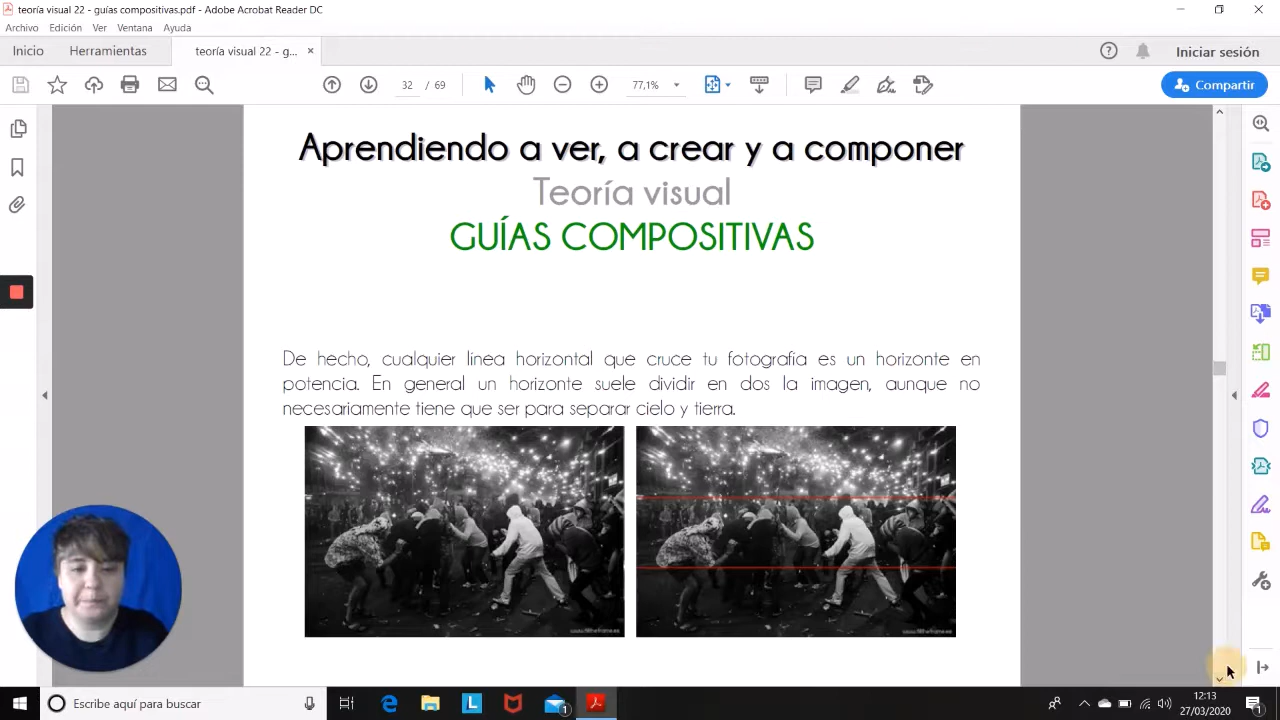 teoría visual 22 - guías compositivas.pdf - Adobe Acrobat Reader DC
Archivo Edición Ver Ventana Ayuda
Inicio Herramientas teoría visual 22 - g... × Iniciar sesión
32 / 69 77,1% Compartir
Aprendiendo a ver, a crear y a componer
Teoría visual
GUÍAS COMPOSITIVAS
De hecho, cualquier línea horizontal que cruce tu fotografía es un horizonte en
potencia. En general un horizonte suele dividir en dos la imagen, aunque no
necesariamente tiene que ser para separar cielo y tierra.
Escribe aquí para buscar
12:13
27/03/2020